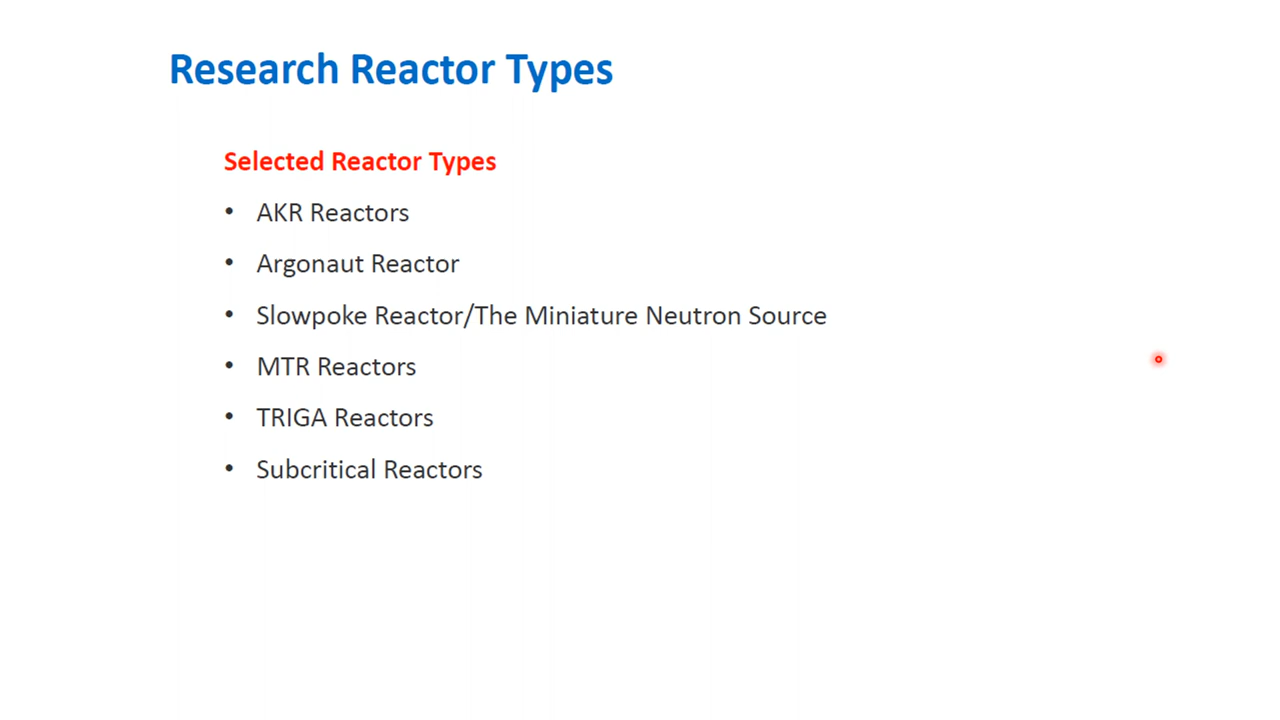 Research Reactor Types
Selected Reactor Types
• AKR Reactors
• Argonaut Reactor
• Slowpoke Reactor/The Miniature Neutron Source
• MTR Reactors
• TRIGA Reactors
• Subcritical Reactors